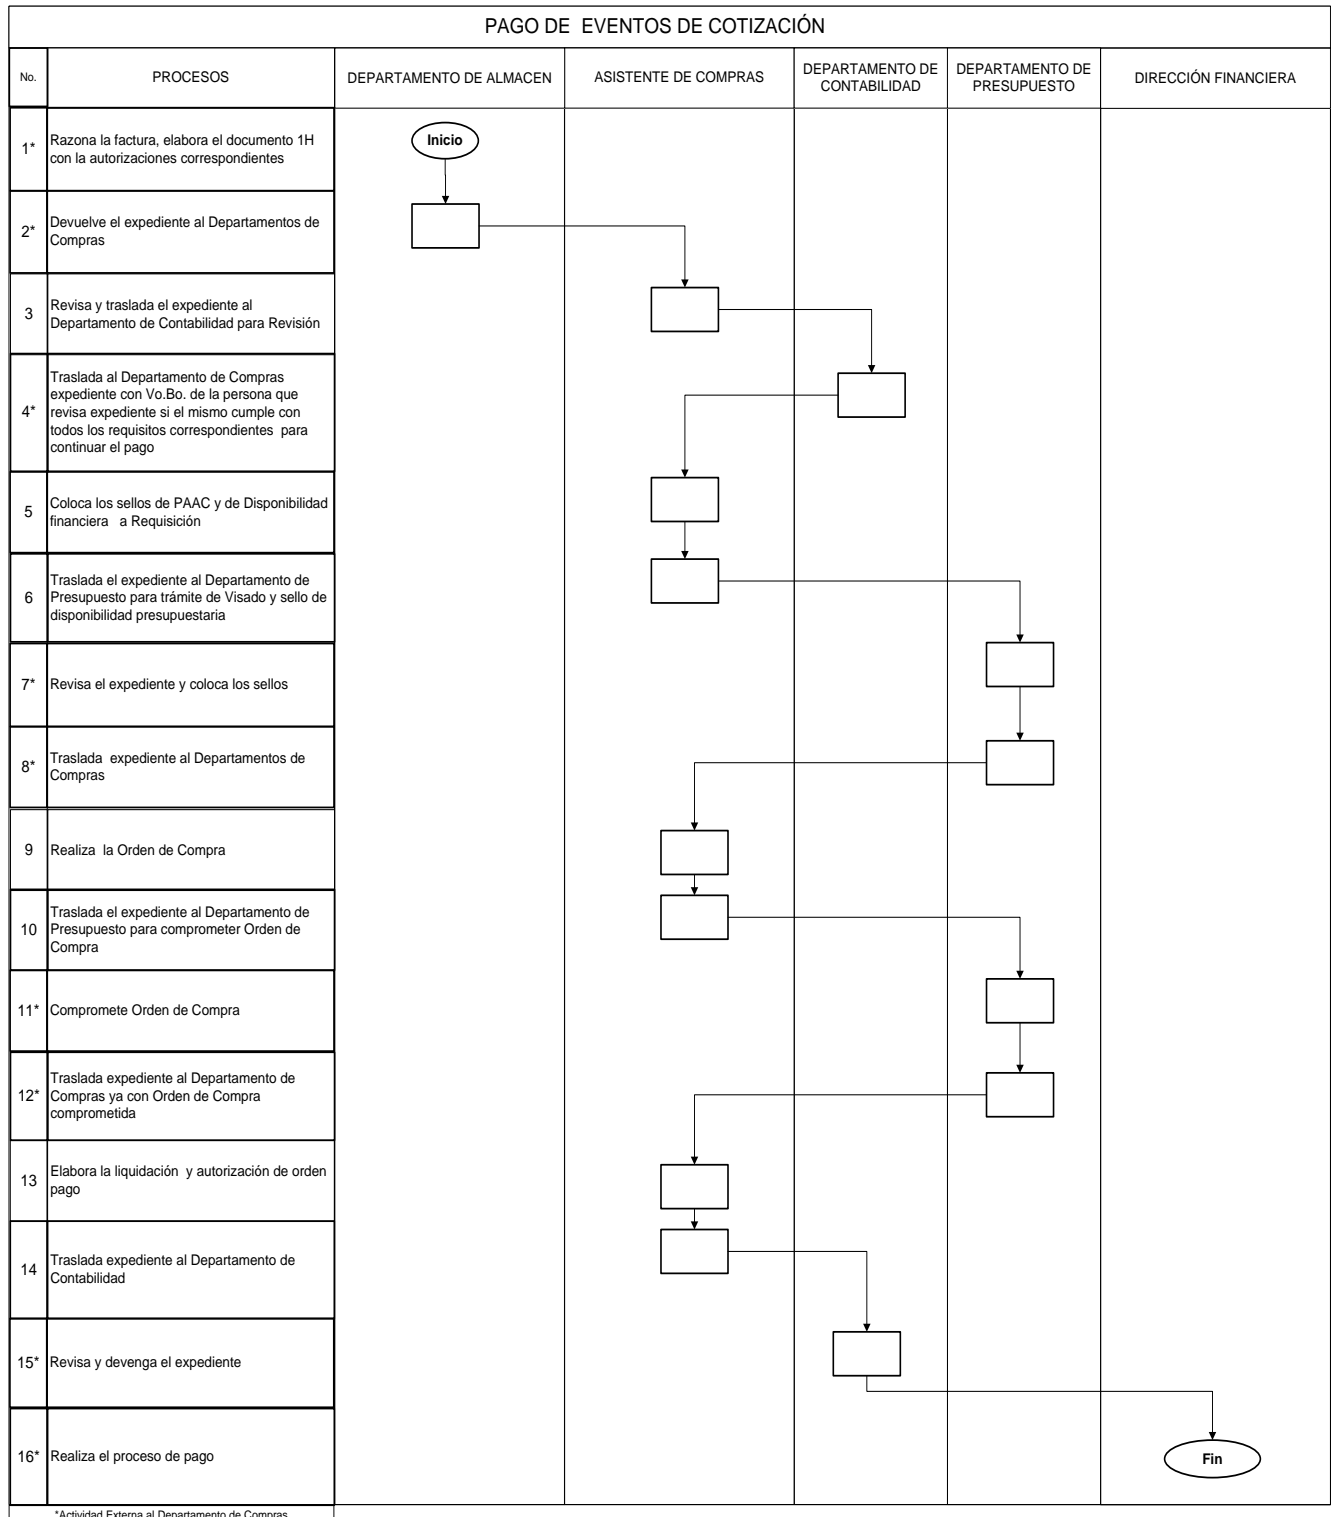 PAGO DE EVENTOS DE COTIZACIÓN
No.
PROCESOS
DEPARTAMENTO DE ALMACEN
ASISTENTE DE COMPRAS
DEPARTAMENTO DE
CONTABILIDAD
DEPARTAMENTO DE
PRESUPUESTO
DIRECCIÓN FINANCIERA
1*
Razona la factura, elabora el documento 1H
con la autorizaciones correspondientes
Inicio
2*
Devuelve el expediente al Departamentos de
Compras
3
Revisa y traslada el expediente al
Departamento de Contabilidad para Revisión
4*
Traslada al Departamento de Compras
expediente con Vo.Bo. de la persona que
revisa expediente si el mismo cumple con
todos los requisitos correspondientes para
continuar el pago
5
Coloca los sellos de PAAC y de Disponibilidad
financiera a Requisición
6
Traslada el expediente al Departamento de
Presupuesto para trámite de Visado y sello de
disponibilidad presupuestaria
7*
Revisa el expediente y coloca los sellos
8*
Traslada expediente al Departamentos de
Compras
9
Realiza la Orden de Compra
10
Traslada el expediente al Departamento de
Presupuesto para comprometer Orden de
Compra
11*
Compromete Orden de Compra
12*
Traslada expediente al Departamento de
Compras ya con Orden de Compra
comprometida
13
Elabora la liquidación y autorización de orden
pago
14
Traslada expediente al Departamento de
Contabilidad
15*
Revisa y devenga el expediente
16*
Realiza el proceso de pago
Fin
*Actividad Externa al Departamento de Compras